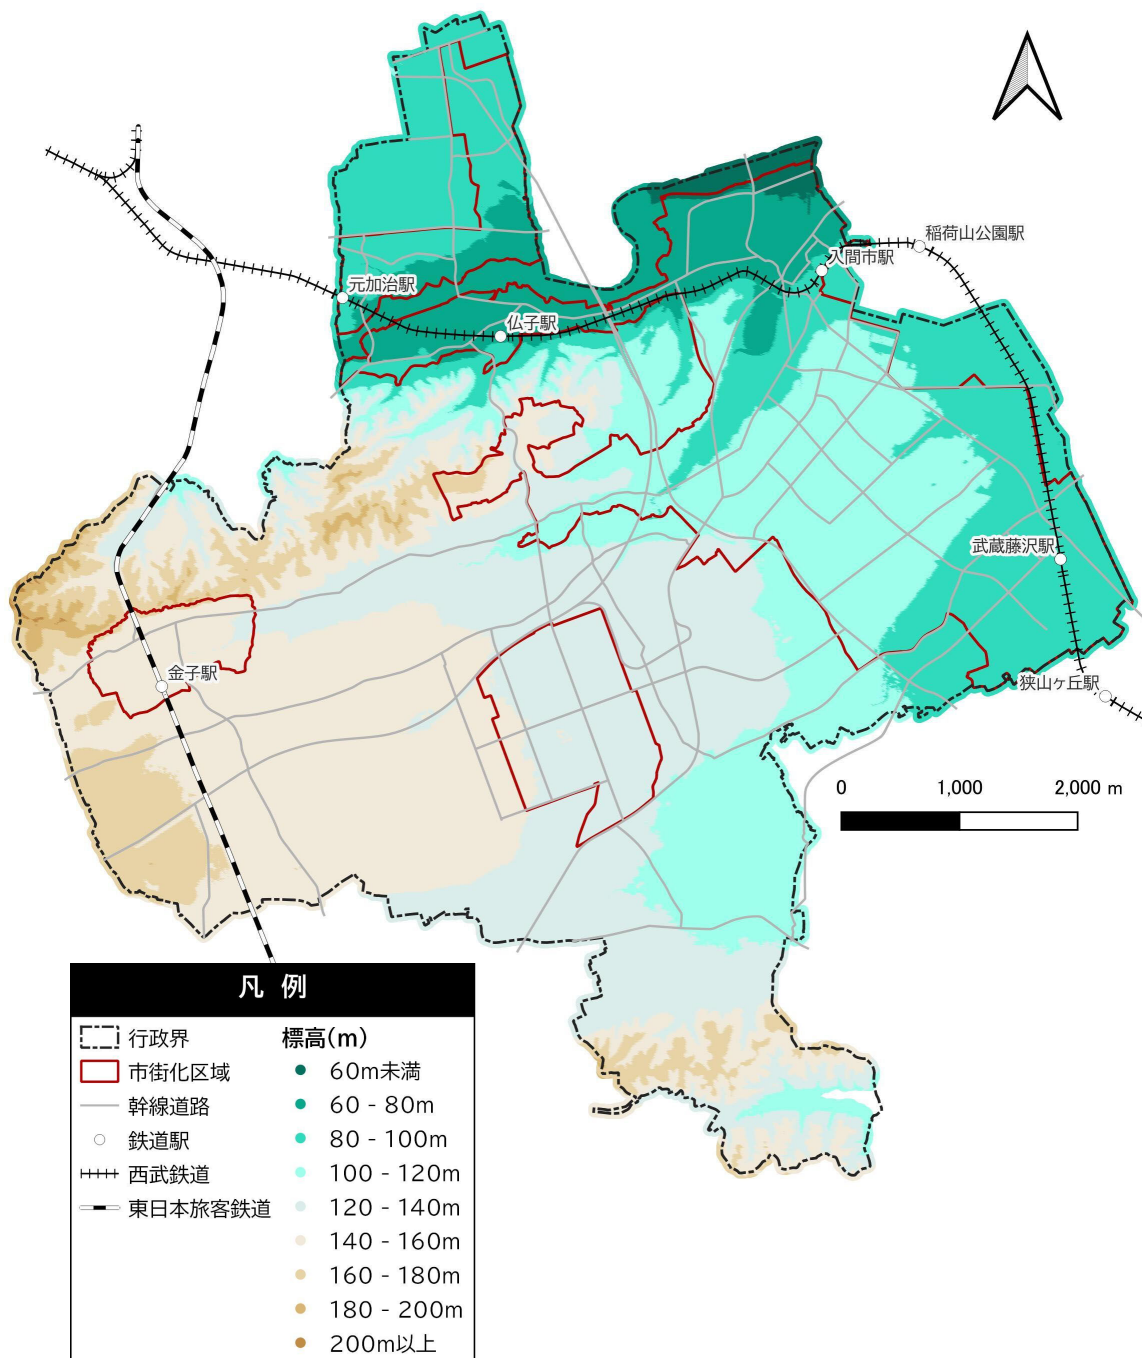 稲荷山公園駅
入間市駅
元加治駅
仏子駅
武蔵藤沢駅
金子駅
狭山ヶ丘駅
0 1,000 2,000 m
凡 例
行政界
市街化区域
幹線道路
鉄道駅
西武鉄道
東日本旅客鉄道
標高(m)
60m未満
60 - 80m
80 - 100m
100 - 120m
120 - 140m
140 - 160m
160 - 180m
180 - 200m
200m以上